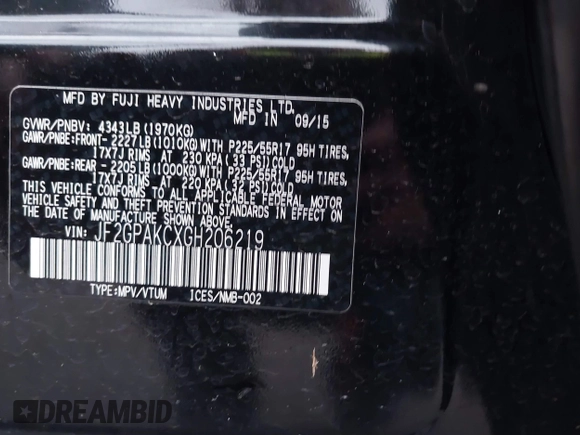 MFD BY FUJI HEAVY INDUSTRIES LTD.
MFD IN 09/15
GVWR/PNBV: 4343LB(1970KG)
GAWR/PNBE:FRONT- 2227LB(1010KG)WITH P225/55R17 95H TIRES,
17X7J RIMS AT 230 KPA(33 PSI)COLD
GAWR/PNBE:REAR -2205LB(1000KG)WITH P225/55R17 95H TIRES,
17X7J RIMS AT 220 KPA(32 PSI)COLD
THIS VEHICLE CONFORMS TO ALL APPLICABLE FEDERAL MOTOR
VEHICLE SAFETY AND THEFT PREVENTION STANDARDS IN EFFECT ON
THE DATE OF MANUFACTURE SHOWN ABOVE.
VIN: JF2GPAKCXGH206219
TYPE:MPV/VTUM ICES/NMB-002
DREAMBID